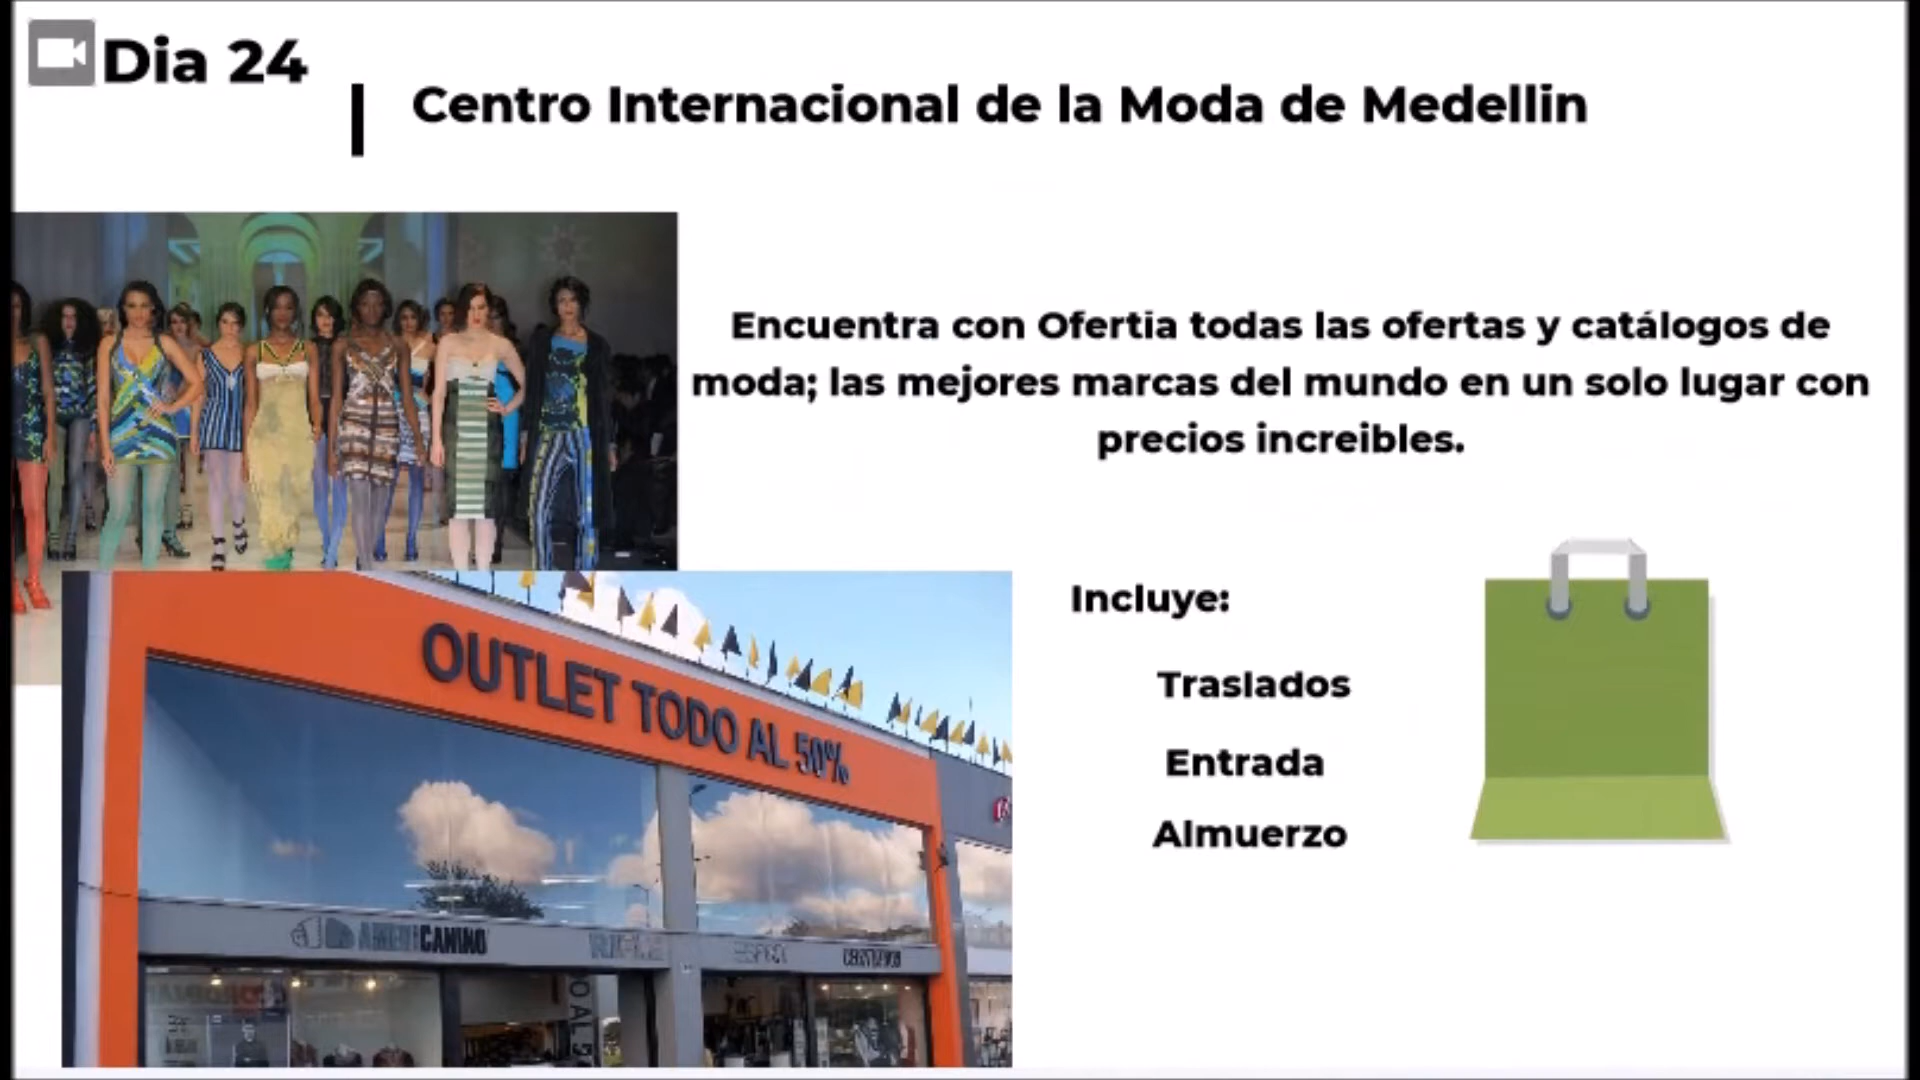 Dia 24
Centro Internacional de la Moda de Medellin
Encuentra con Ofertia todas las ofertas y catálogos de
moda; las mejores marcas del mundo en un solo lugar con
precios increibles.
Incluye:
Traslados
Entrada
Almuerzo
OUTLET TODO AL 50%
AMERICANINO